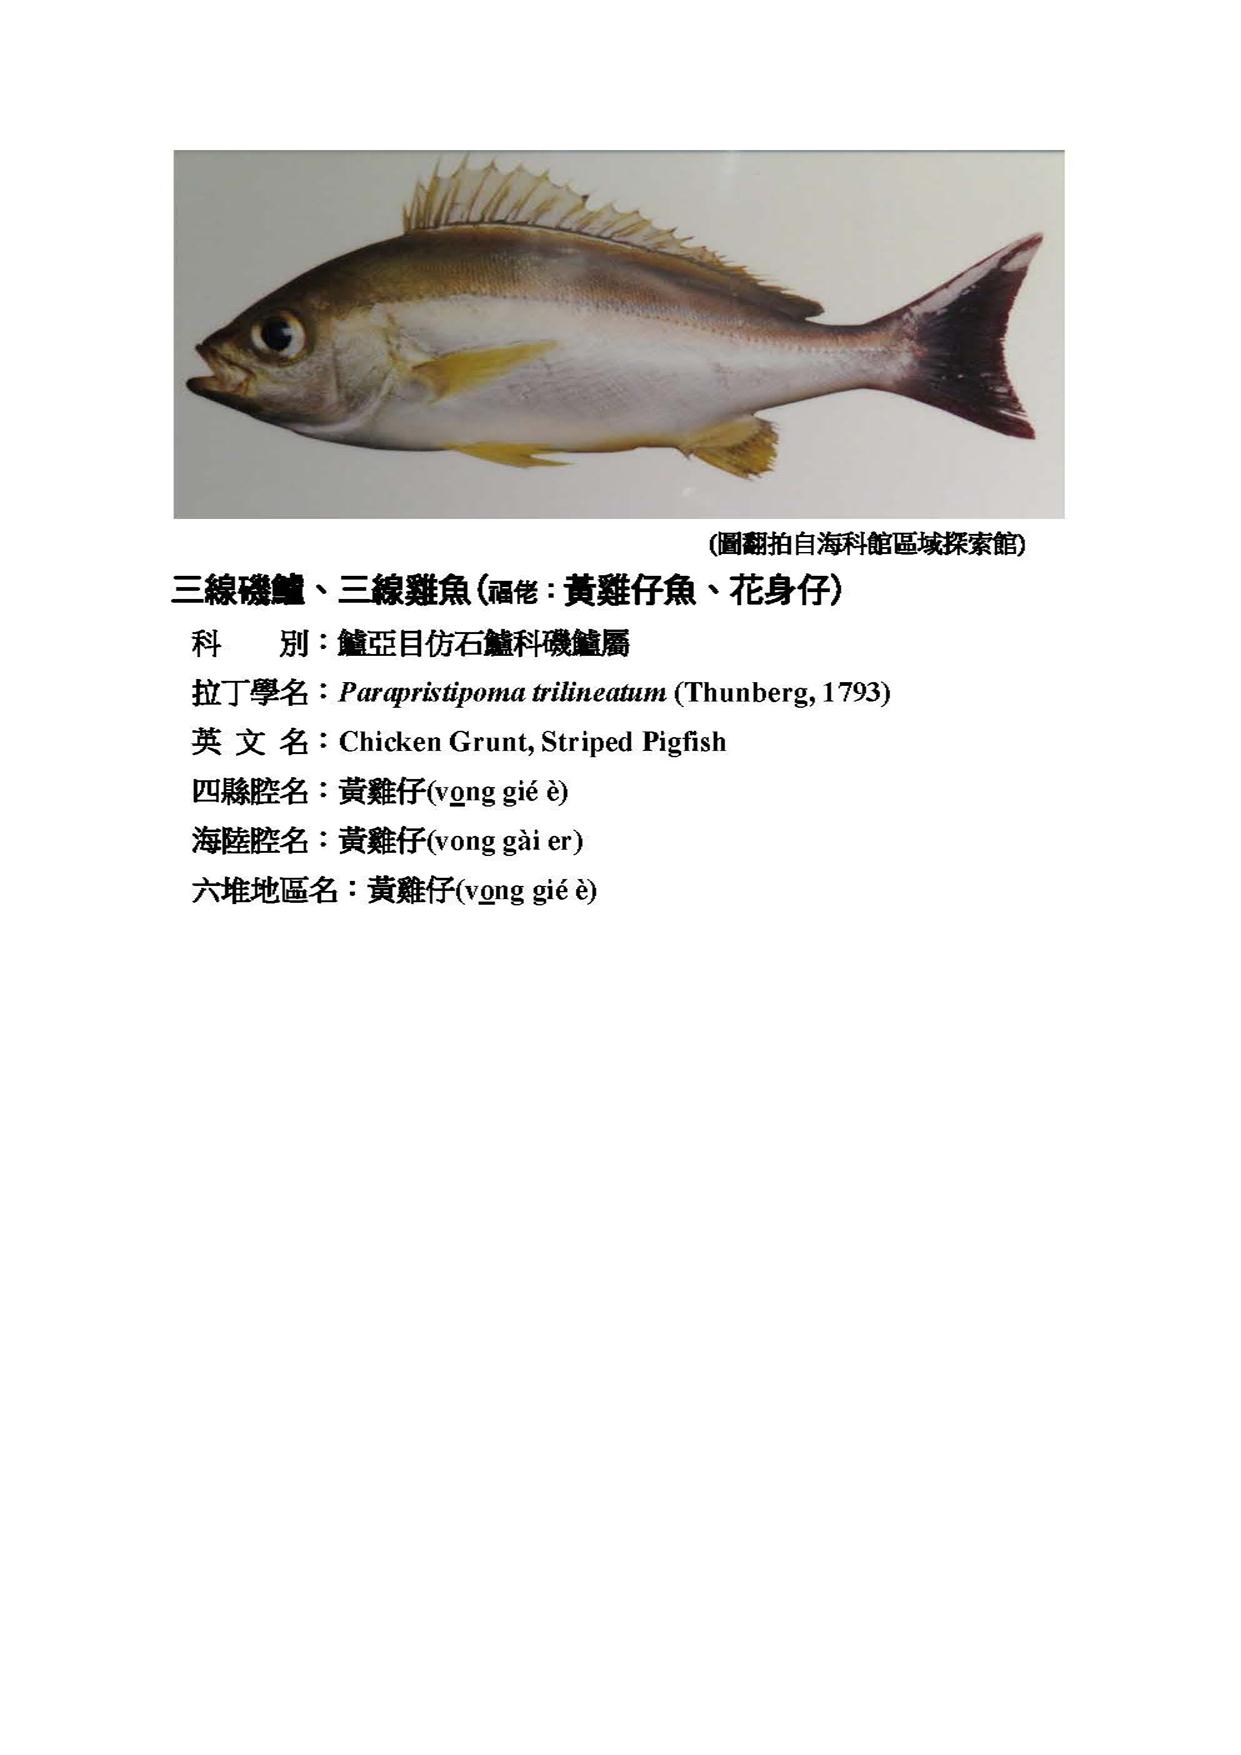 (圖翻拍自海科館區域探索館)
三線磯鱸、三線雞魚(福佬：黃雞仔魚、花身仔)
科　　別：鱸亞目仿石鱸科磯鱸屬
拉丁學名：Parapristipoma trilineatum (Thunberg, 1793)
英 文 名：Chicken Grunt, Striped Pigfish
四縣腔名：黃雞仔(vong gié è)
海陸腔名：黃雞仔(vong gài er)
六堆地區名：黃雞仔(vong gié è)